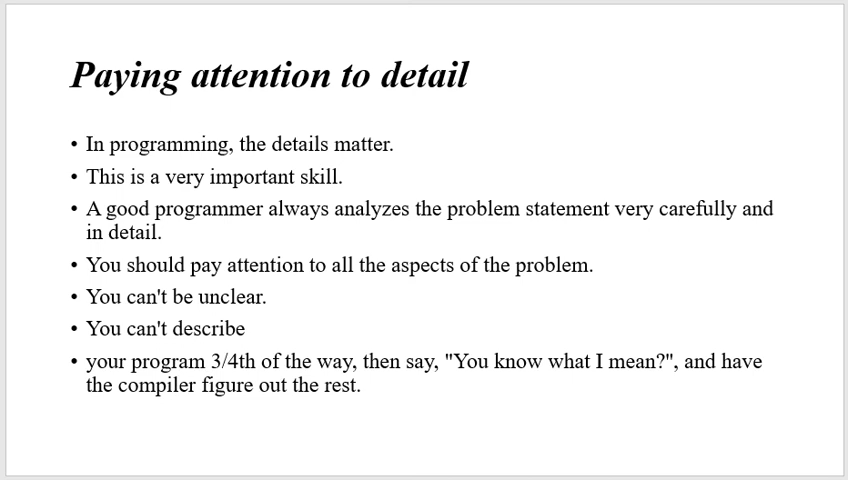 Paying attention to detail
• In programming, the details matter.
• This is a very important skill.
• A good programmer always analyzes the problem statement very carefully and
in detail.
• You should pay attention to all the aspects of the problem.
• You can't be unclear.
• You can't describe
• your program 3/4th of the way, then say, "You know what I mean?", and have
the compiler figure out the rest.